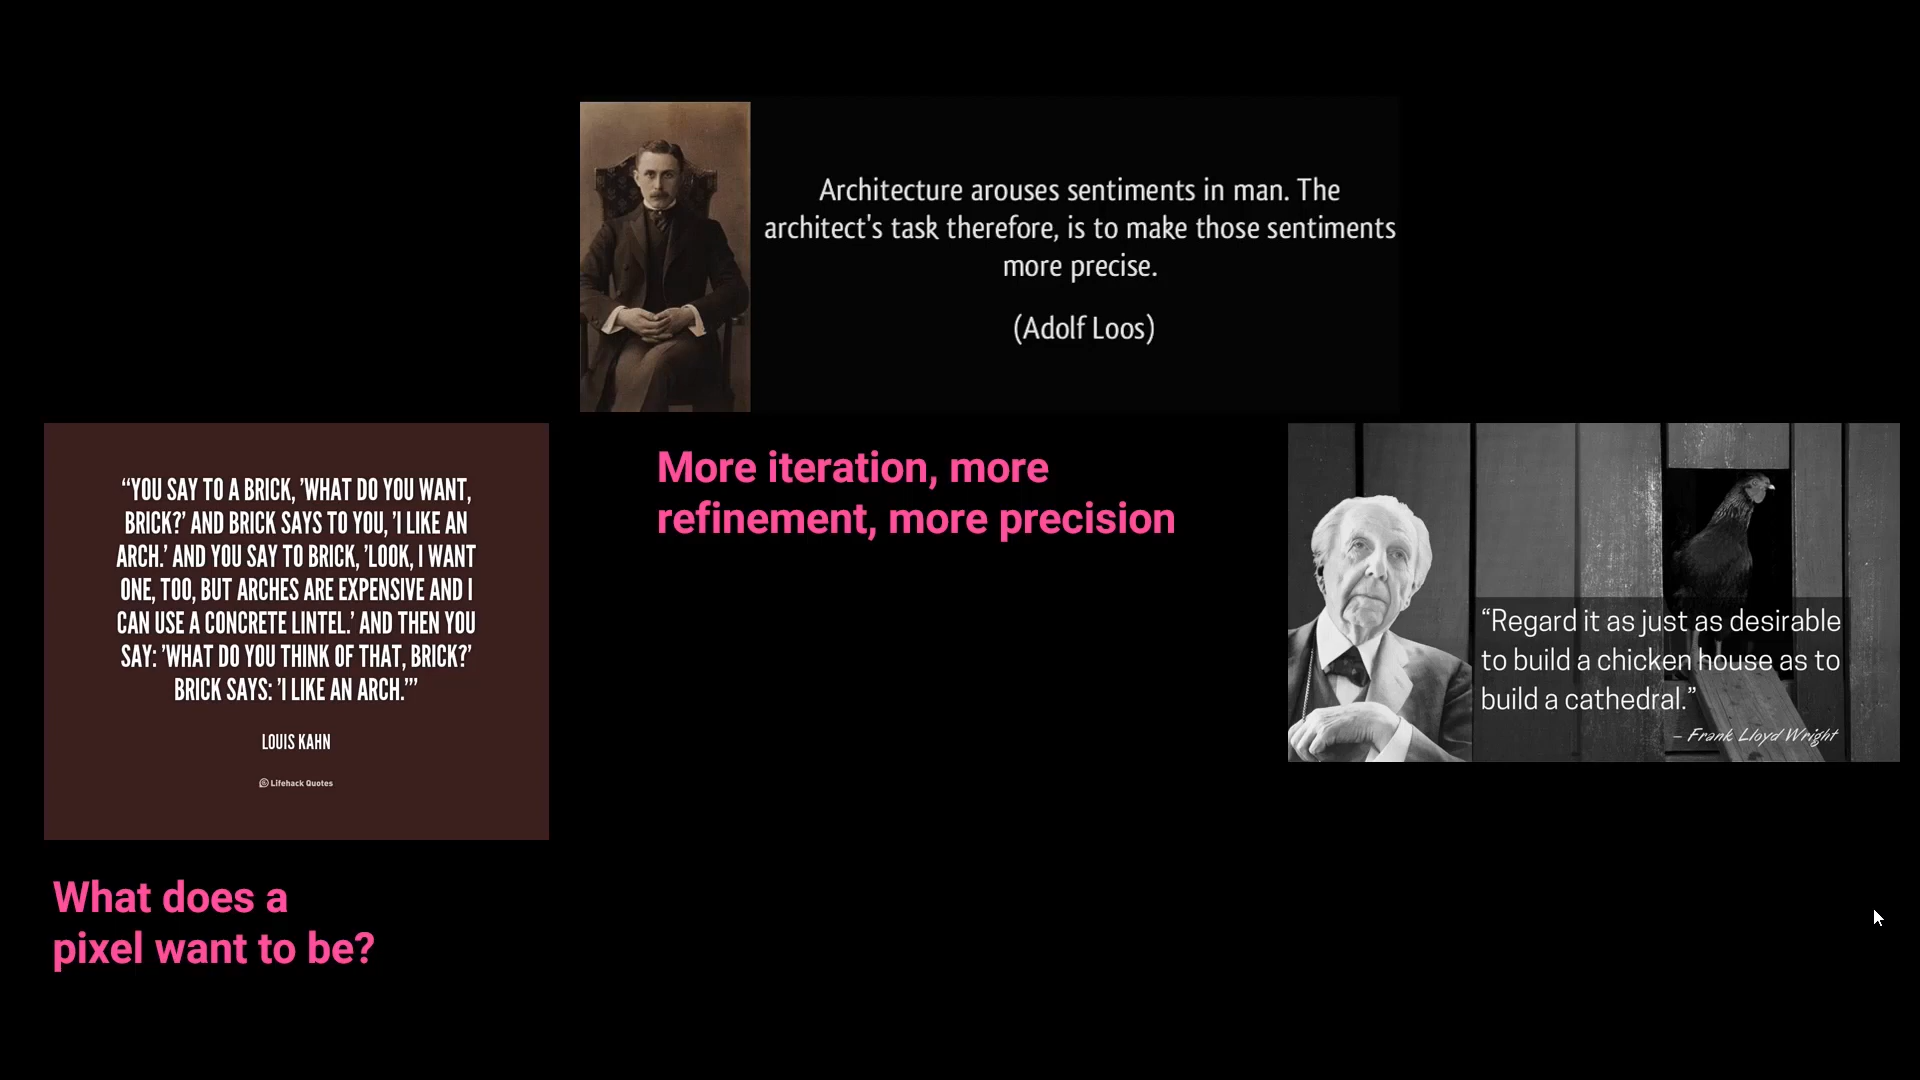 Architecture arouses sentiments in man. The
architect's task therefore, is to make those sentiments
more precise.
(Adolf Loos)
“YOU SAY TO A BRICK, ’WHAT DO YOU WANT,
BRICK?’ AND BRICK SAYS TO YOU, ’I LIKE AN
ARCH.’ AND YOU SAY TO BRICK, ’LOOK, I WANT
ONE, TOO, BUT ARCHES ARE EXPENSIVE AND I
CAN USE A CONCRETE LINTEL.’ AND THEN YOU
SAY: ’WHAT DO YOU THINK OF THAT, BRICK?’
BRICK SAYS: ’I LIKE AN ARCH.’”
LOUIS KAHN
Lifehack Quotes
What does a
pixel want to be?
More iteration, more
refinement, more precision
“Regard it as just as desirable
to build a chicken house as to
build a cathedral.”
– Frank Lloyd Wright